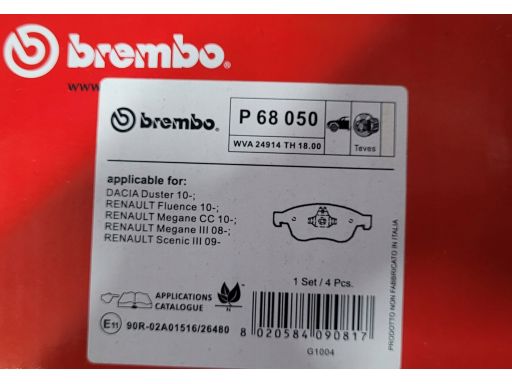 brembo®
www
brembo®
P 68 050
WVA 24914 TH 18.00
Teves
applicable for:
DACIA Duster 10-;
RENAULT Fluence 10-;
RENAULT Megane CC 10-;
RENAULT Megane III 08-;
RENAULT Scenic III 09-
1 Set / 4 Pcs.
PRODOTTO NON FABBRICATO IN ITALIA
APPLICATIONS
CATALOGUE
N
E11 90R-02A01516/26480
8 020584 090817
G1004